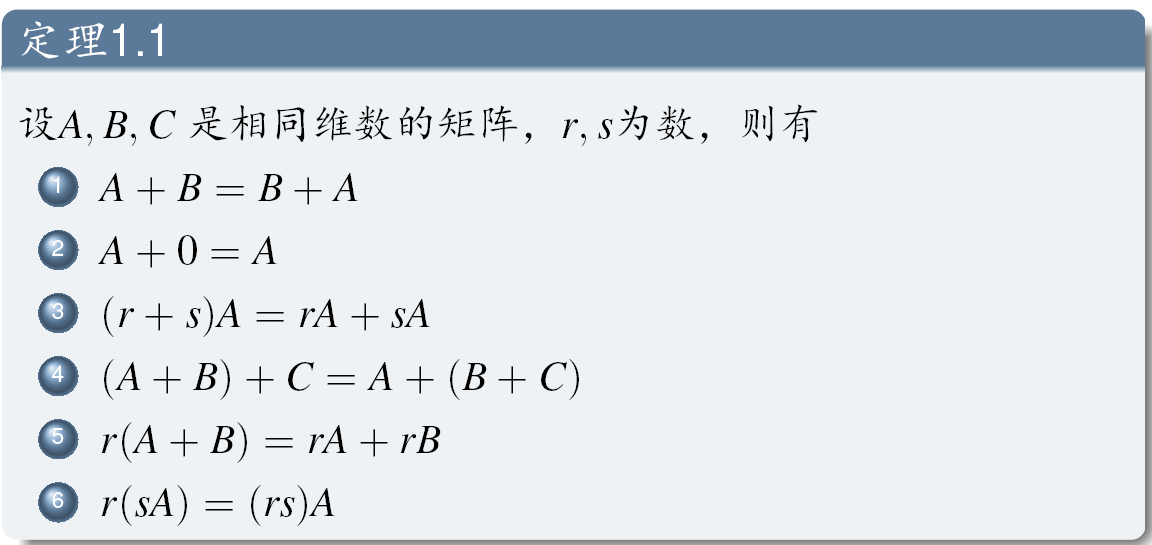 定理1.1
设A, B, C 是相同维数的矩阵，r, s为数，则有
1 A + B = B + A
2 A + 0 = A
3 (r + s)A = rA + sA
4 (A + B) + C = A + (B + C)
5 r(A + B) = rA + rB
6 r(sA) = (rs)A